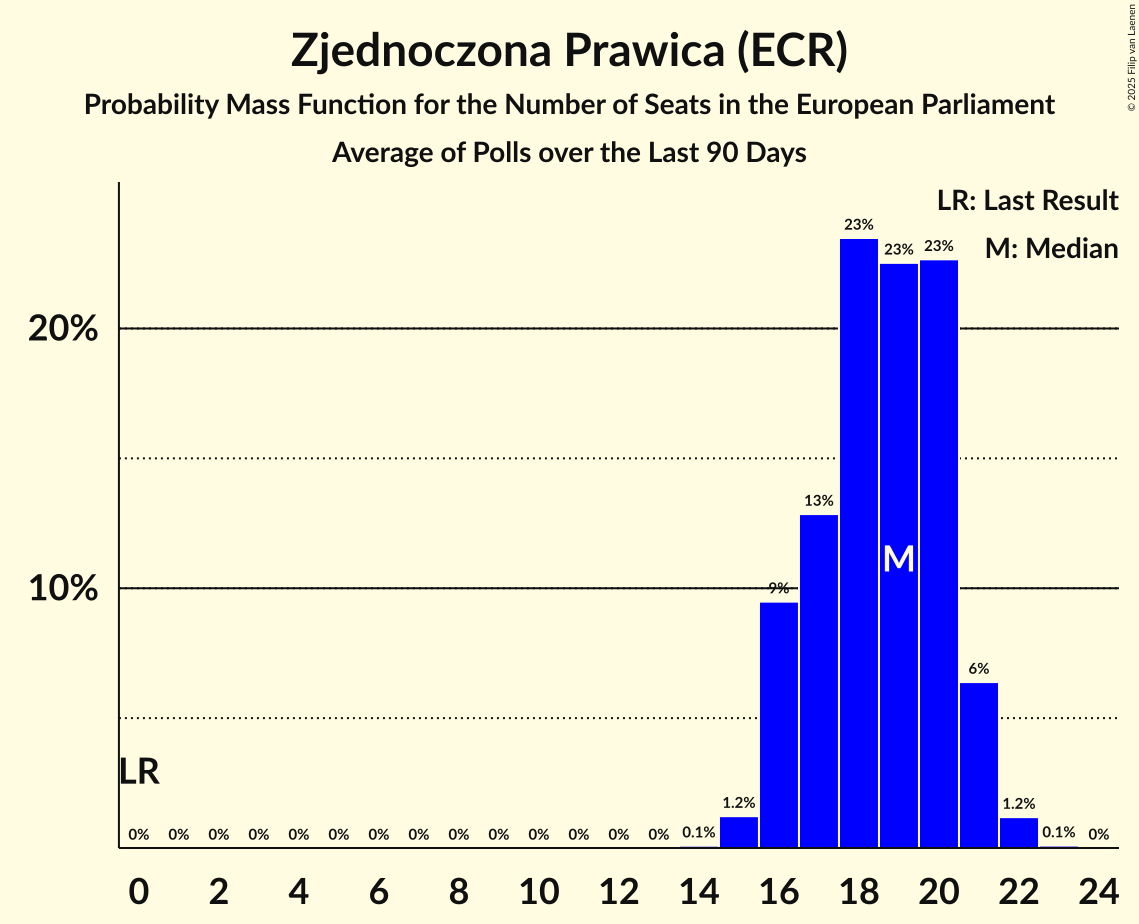 Zjednoczona Prawica (ECR)
Probability Mass Function for the Number of Seats in the European Parliament
Average of Polls over the Last 90 Days
© 2025 Filip van Laenen
LR: Last Result
M: Median
23%
23%
23%
20%
13%
M
10%
9%
6%
LR
1.2%
1.2%
0% 0% 0% 0% 0% 0% 0% 0% 0% 0% 0% 0% 0% 0% 0.1% 0.1% 0%
0 2 4 6 8 10 12 14 16 18 20 22 24